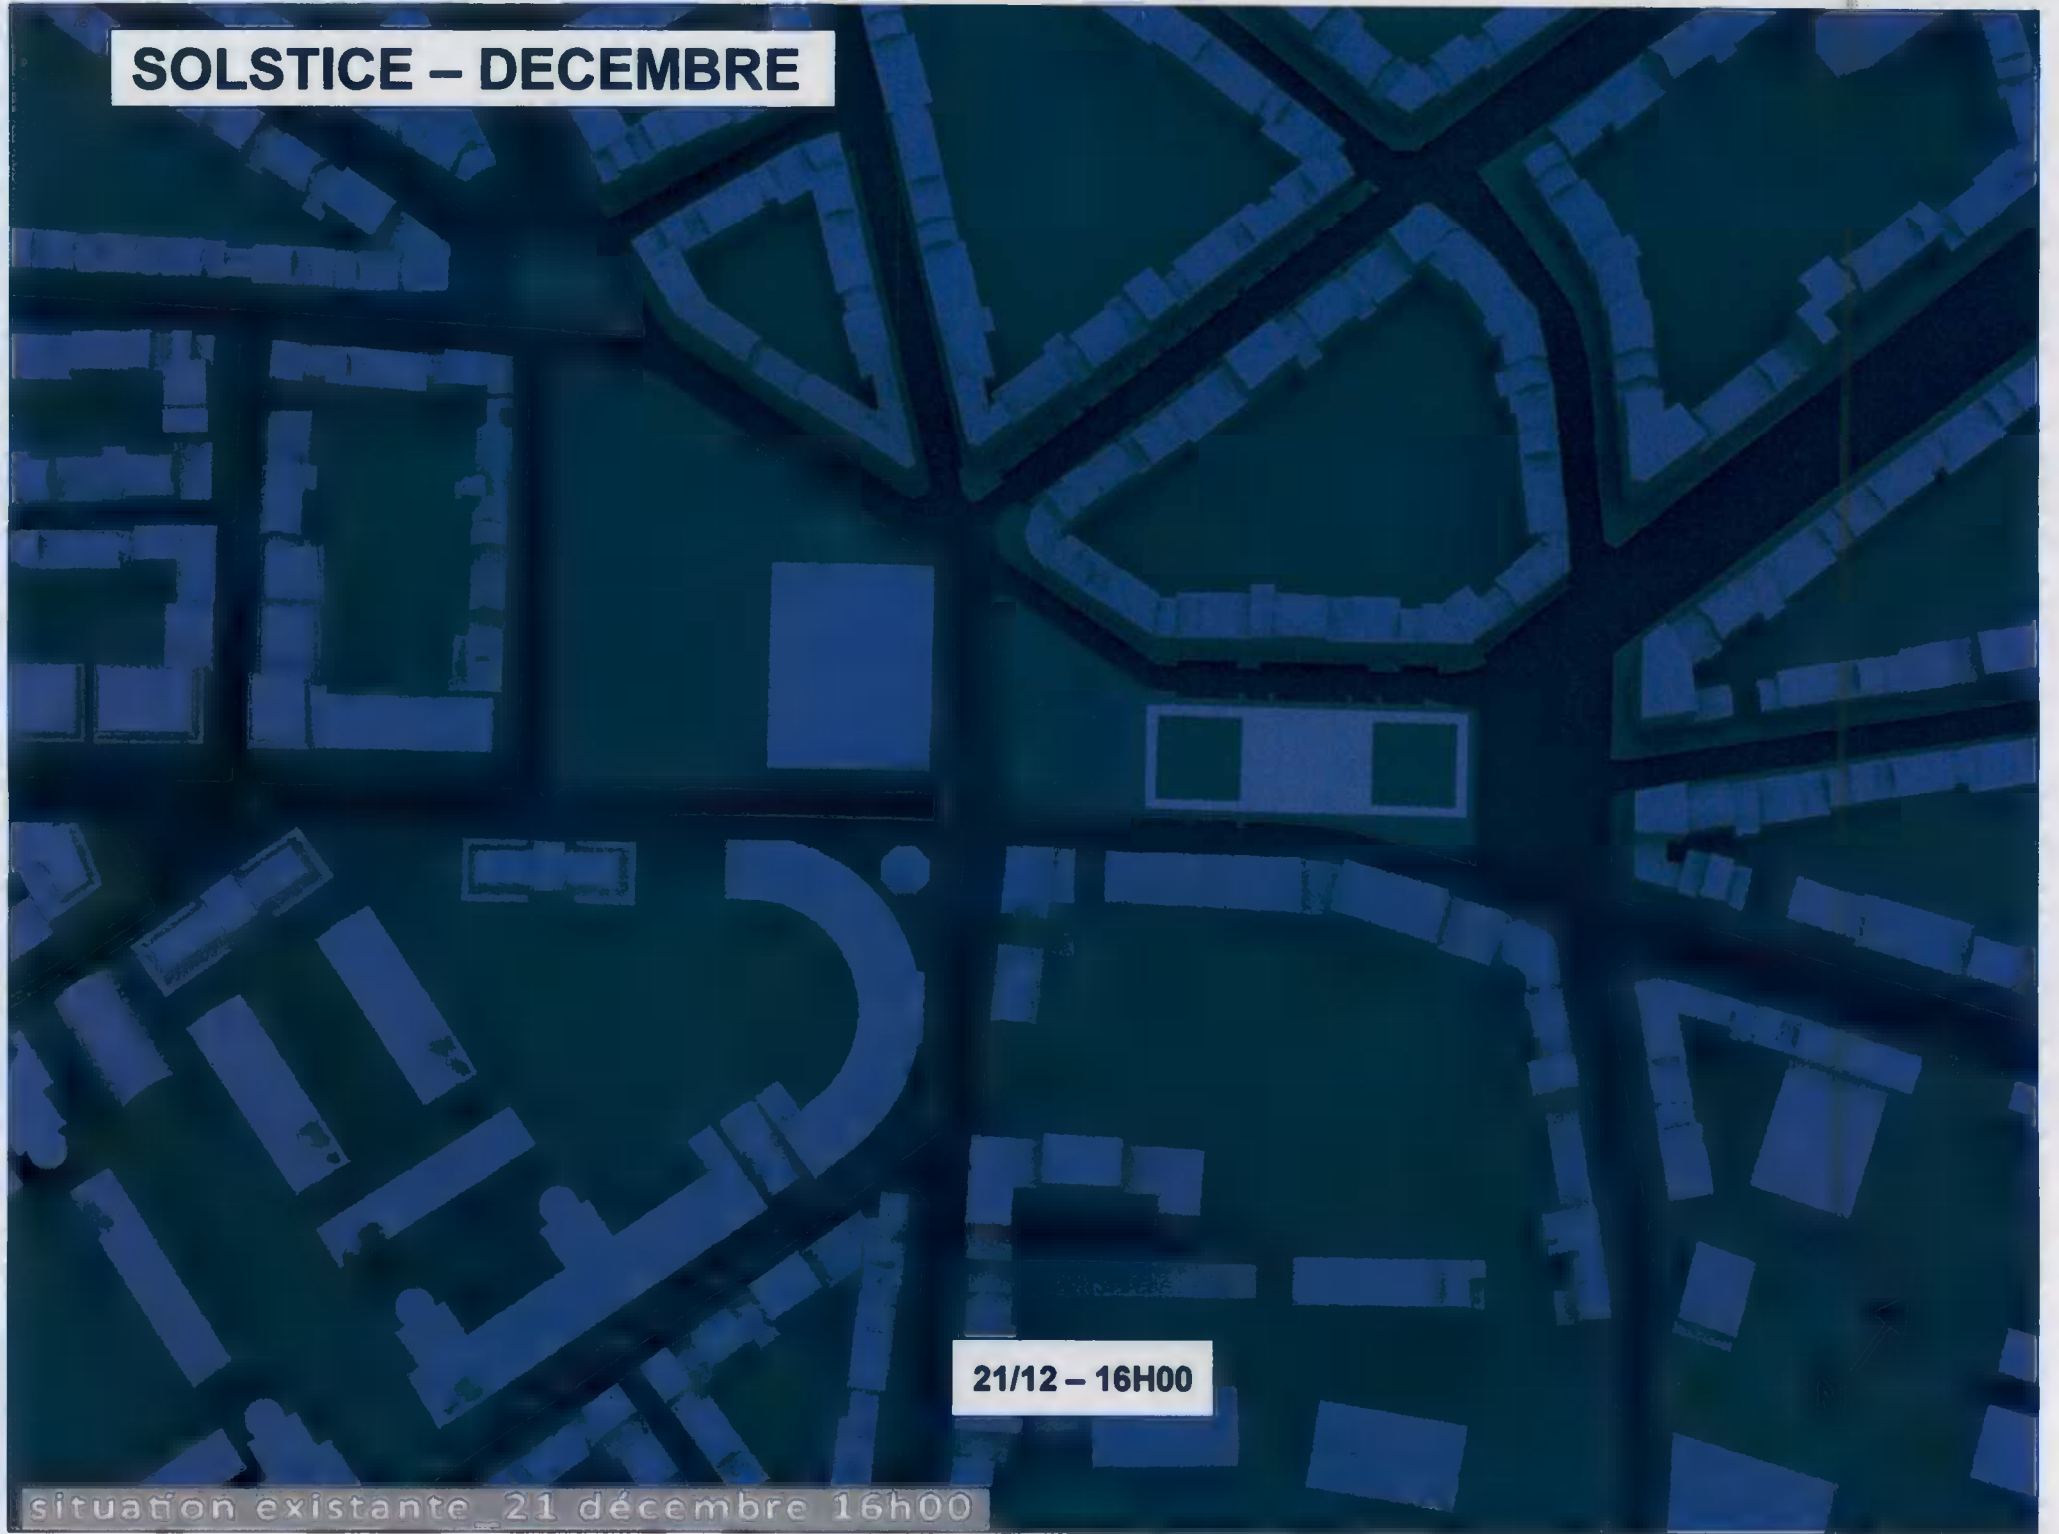 SOLSTICE – DECEMBRE
21/12 – 16H00
situation existante_21 décembre 16h00